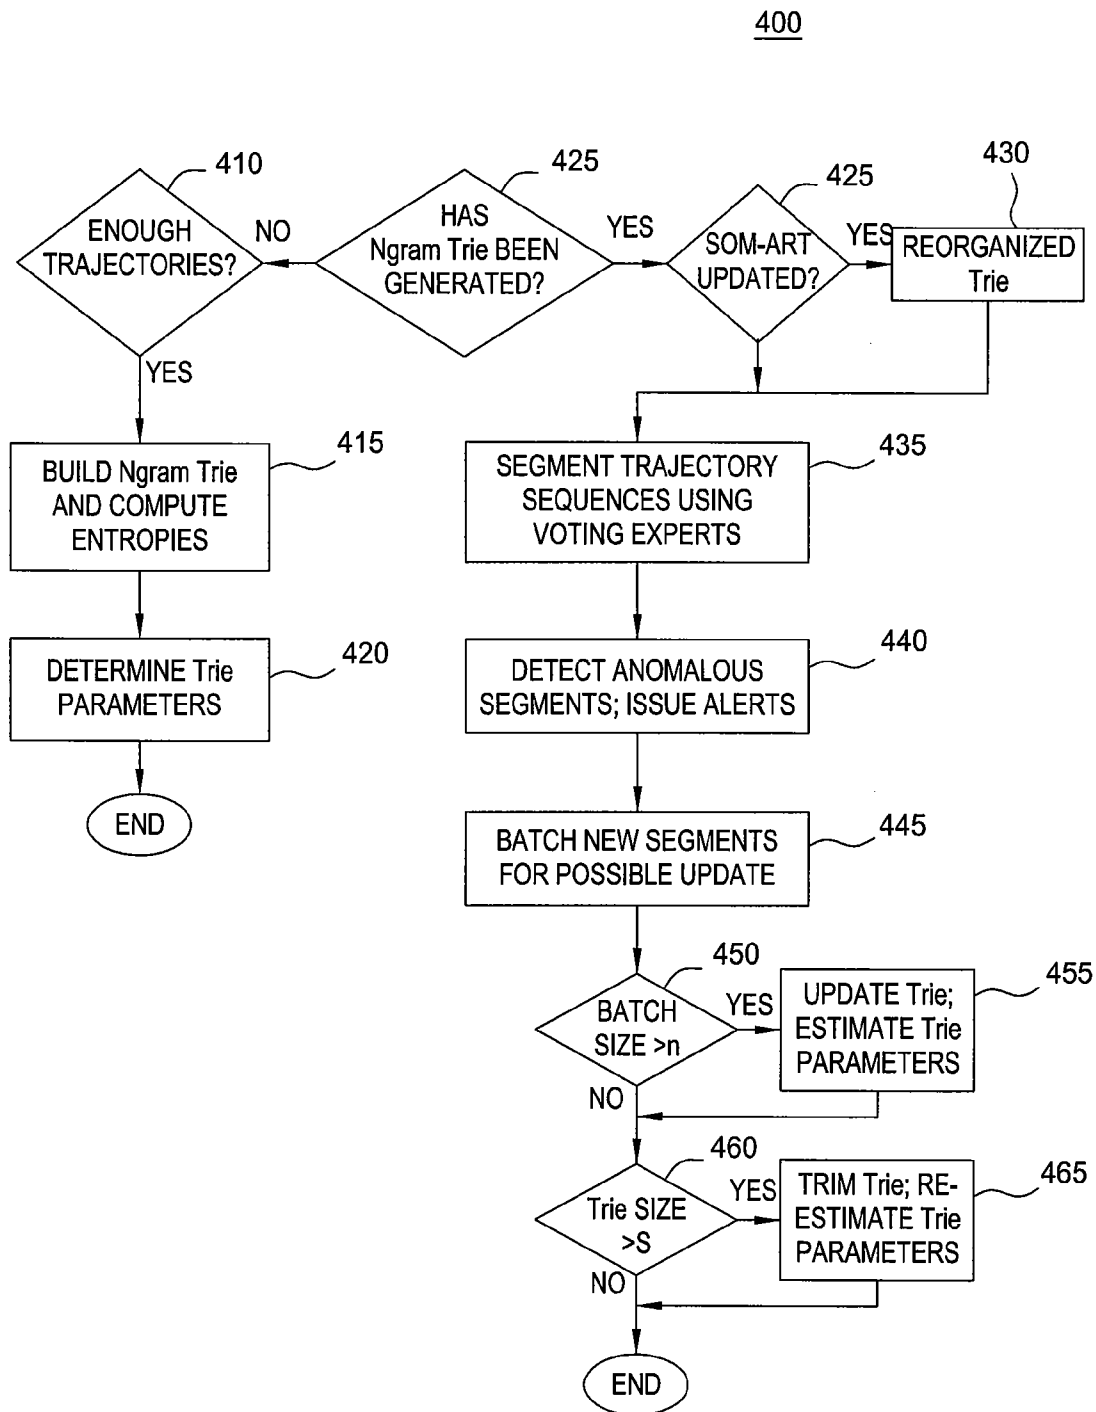 400
410
ENOUGH
TRAJECTORIES?
NO
425
HAS
Ngram Trie BEEN
GENERATED?
YES
425
SOM-ART
UPDATED?
YES
430
REORGANIZED
Trie
YES
415
BUILD Ngram Trie
AND COMPUTE
ENTROPIES
435
SEGMENT TRAJECTORY
SEQUENCES USING
VOTING EXPERTS
420
DETERMINE Trie
PARAMETERS
440
DETECT ANOMALOUS
SEGMENTS; ISSUE ALERTS
END
445
BATCH NEW SEGMENTS
FOR POSSIBLE UPDATE
450
BATCH
SIZE >n
YES
455
UPDATE Trie;
ESTIMATE Trie
PARAMETERS
NO
460
Trie SIZE
>S
YES
465
TRIM Trie; RE-
ESTIMATE Trie
PARAMETERS
NO
END